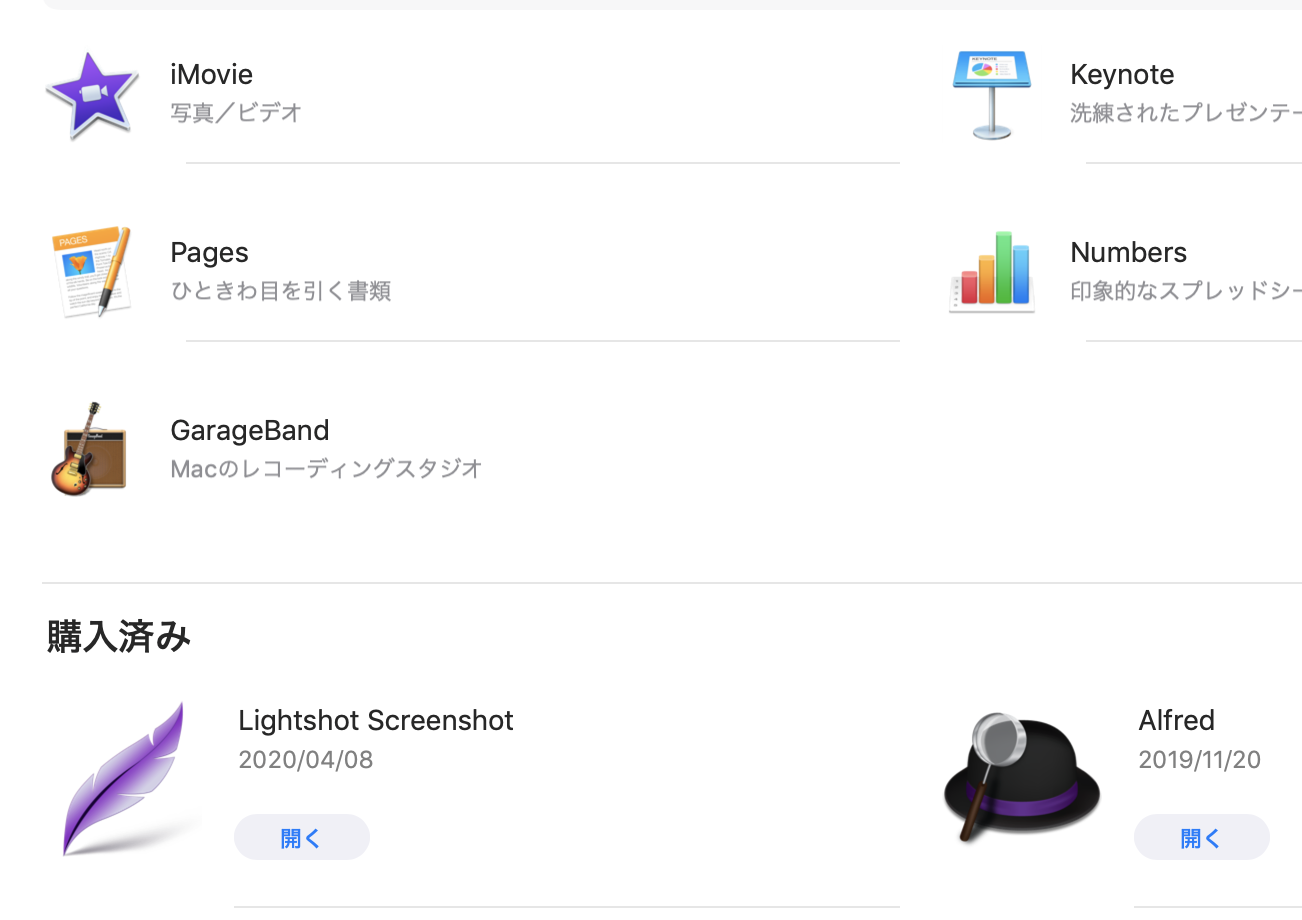 iMovie
写真／ビデオ
Keynote
洗練されたプレゼンテー
Pages
ひときわ目を引く書類
Numbers
印象的なスプレッドシー
GarageBand
Macのレコーディングスタジオ
購入済み
Lightshot Screenshot
2020/04/08
開く
Alfred
2019/11/20
開く
KEYNOTE
PAGES